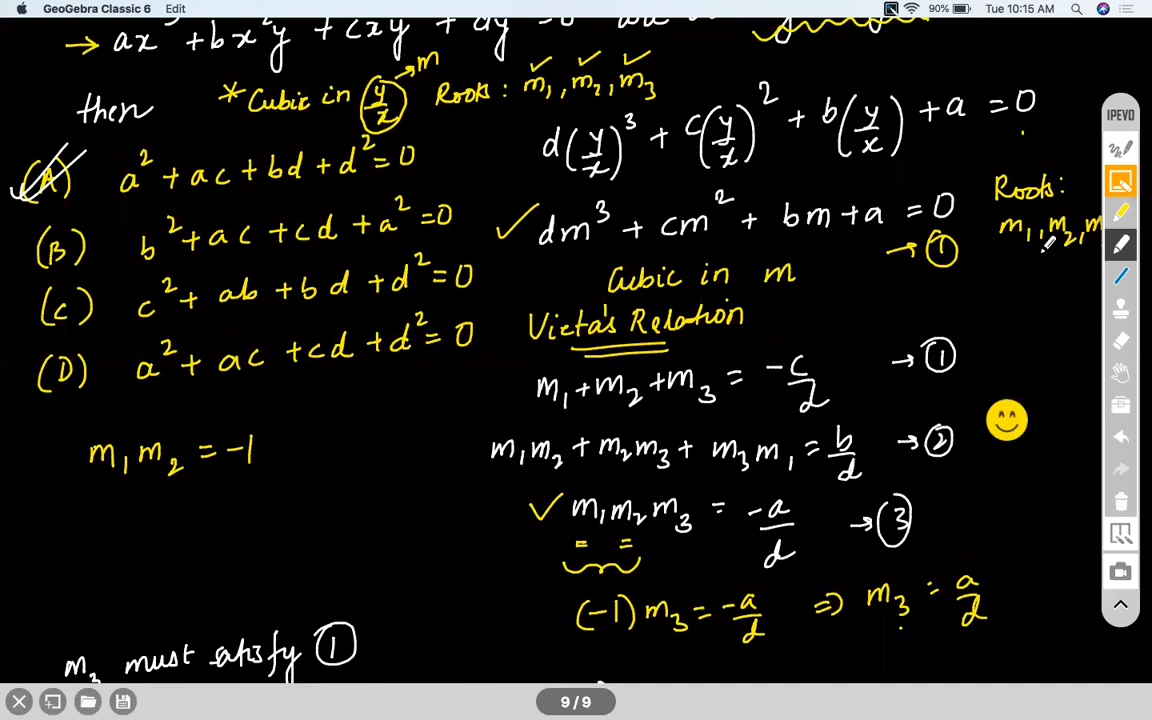 GeoGebra Classic 6 Edit 90% Tue 10:15 AM
→ ax³ + bx²y + cxy + dy = 0 are
* Cubic in (y/x) → m Roots: m₁, m₂, m₃
then
d(y/x)³ + c(y/x)² + b(y/x) + a = 0
(A) a² + ac + bd + d² = 0
Roots:
m₁, m₂, m
(B) b² + ac + cd + a² = 0
dm³ + cm² + bm + a = 0 → ①
(C) c² + ab + bd + d² = 0
Cubic in m
Vieta's Relation
(D) a² + ac + cd + d² = 0
m₁ + m₂ + m₃ = -c/d → ①
m₁m₂ = -1
m₁m₂ + m₂m₃ + m₃m₁ = b/d → ②
m₁m₂m₃ = -a/d → ③
(-1) m₃ = -a/d ⇒ m₃ = a/d
m₃ must satisfy ①
IPEVO
9 / 9